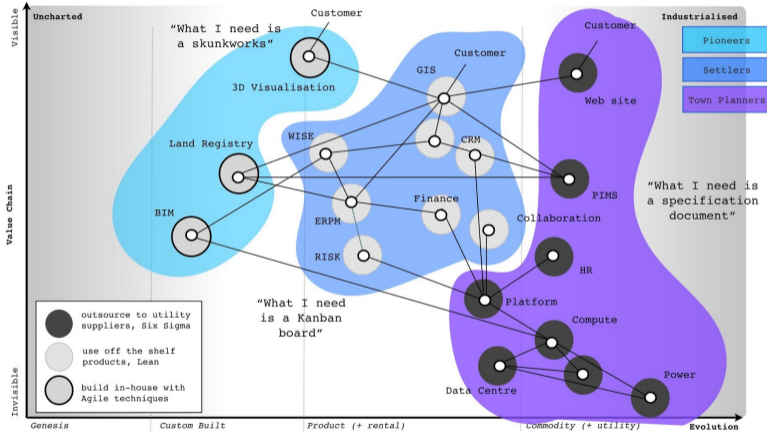 Visible
Uncharted
Customer
Industrialised
"What I need is
a skunkworks"
Customer
Pioneers
Customer
GIS
Settlers
3D Visualisation
Web site
Town Planners
WISE
CRM
Land Registry
"What I need is
a specification
document"
PIMS
Value Chain
Finance
BIM
ERPM
Collaboration
RISK
HR
"What I need
is a Kanban
board"
Platform
outsource to utility
suppliers, Six Sigma
Compute
use off the shelf
products, Lean
build in-house with
Agile techniques
Data Centre
Power
Invisible
Genesis
Custom Built
Product (+ rental)
Commodity (+ utility)
Evolution